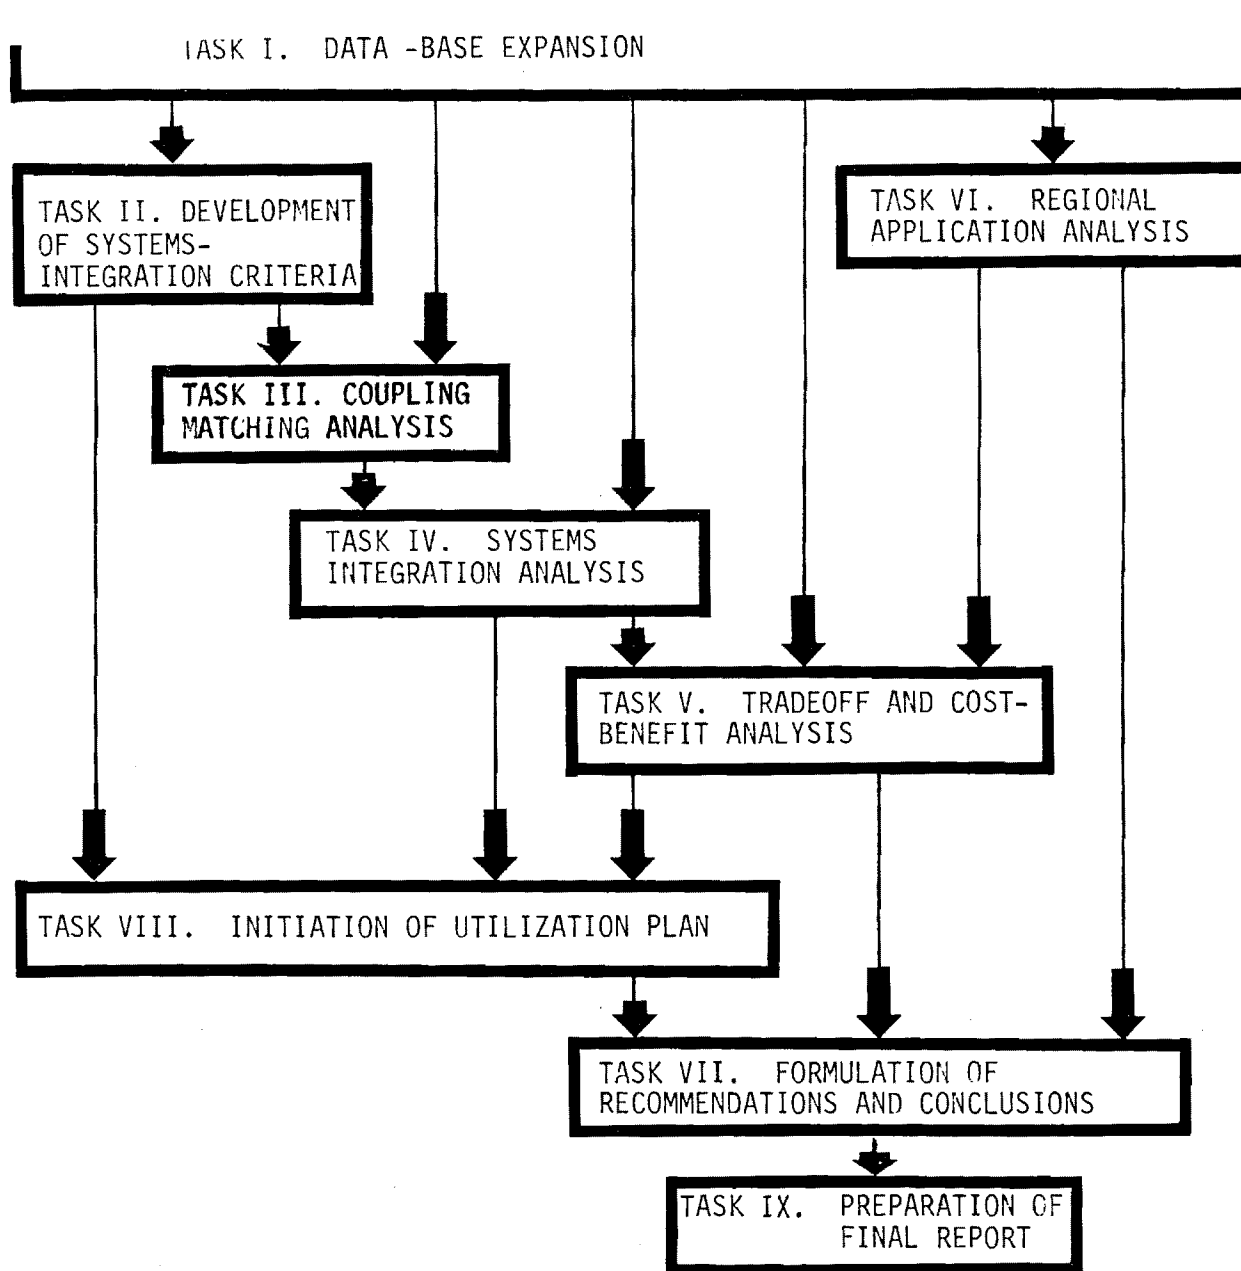 TASK I. DATA -BASE EXPANSION
TASK II. DEVELOPMENT
OF SYSTEMS-
INTEGRATION CRITERIA
TASK VI. REGIONAL
APPLICATION ANALYSIS
TASK III. COUPLING
MATCHING ANALYSIS
TASK IV. SYSTEMS
INTEGRATION ANALYSIS
TASK V. TRADEOFF AND COST-
BENEFIT ANALYSIS
TASK VIII. INITIATION OF UTILIZATION PLAN
TASK VII. FORMULATION OF
RECOMMENDATIONS AND CONCLUSIONS
TASK IX. PREPARATION OF
FINAL REPORT